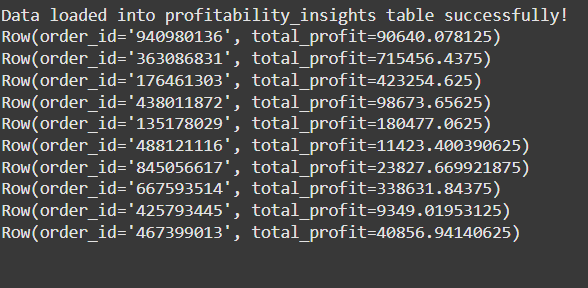 Data loaded into profitability_insights table successfully!
Row(order_id='940980136', total_profit=90640.078125)
Row(order_id='363086831', total_profit=715456.4375)
Row(order_id='176461303', total_profit=423254.625)
Row(order_id='438011872', total_profit=98673.65625)
Row(order_id='135178029', total_profit=180477.0625)
Row(order_id='488121116', total_profit=11423.400390625)
Row(order_id='845056617', total_profit=23827.669921875)
Row(order_id='667593514', total_profit=338631.84375)
Row(order_id='425793445', total_profit=9349.01953125)
Row(order_id='467399013', total_profit=40856.94140625)